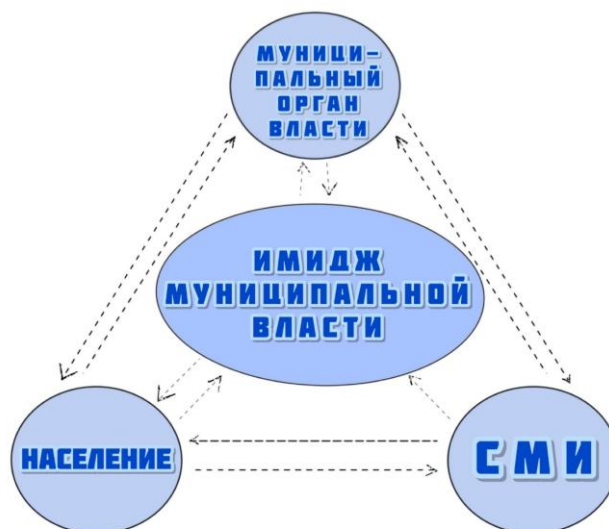 МУНИЦИ–
ПАЛЬНЫЙ
ОРГАН
ВЛАСТИ
ИМИДЖ
МУНИЦИПАЛЬНОЙ
ВЛАСТИ
НАСЕЛЕНИЕ
СМИ